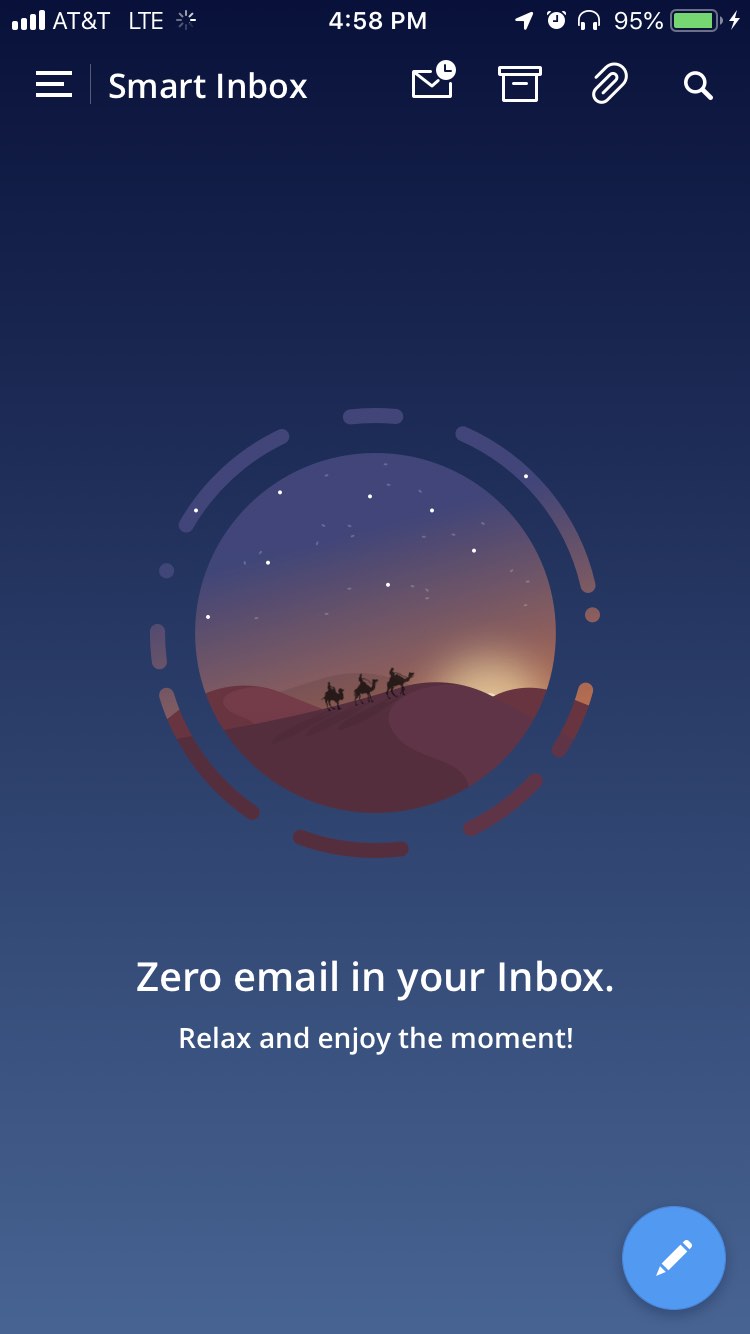 AT&T LTE 4:58 PM 95%
Smart Inbox
Zero email in your Inbox.
Relax and enjoy the moment!